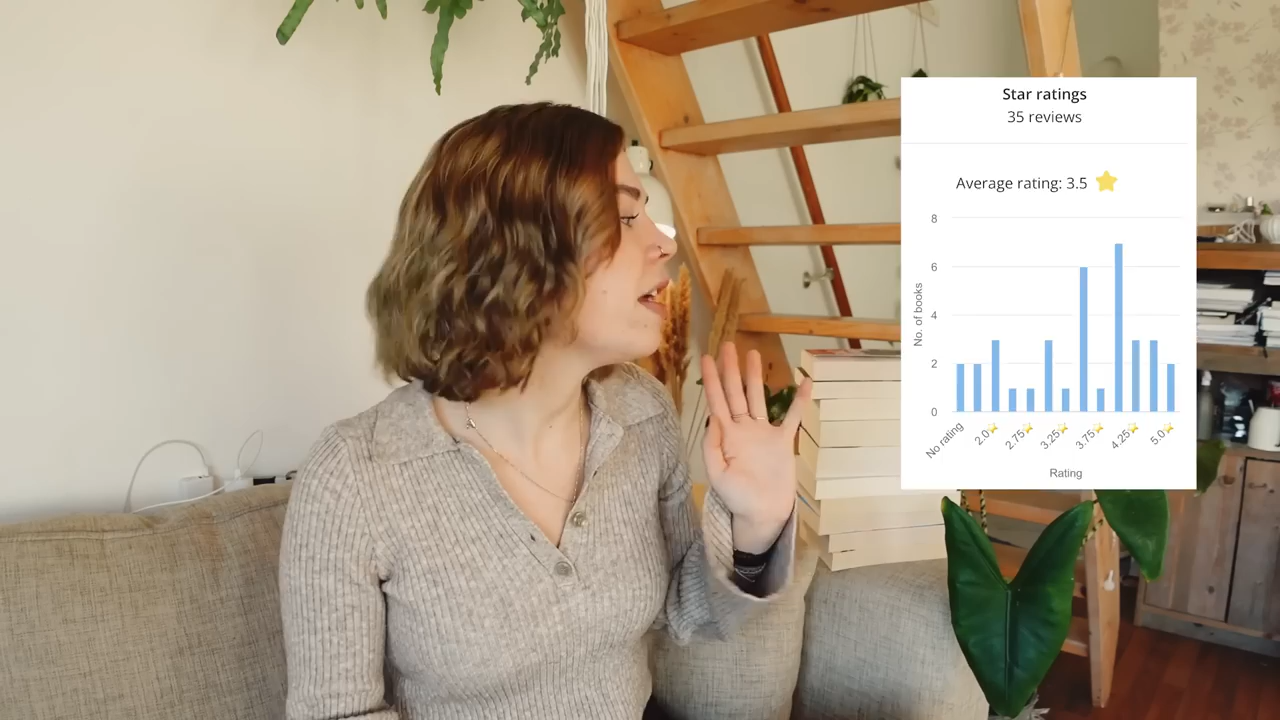 Star ratings
35 reviews
Average rating: 3.5
8
6
4
2
0
No. of books
No rating
2.0
2.75
3.25
3.75
4.25
5.0
Rating